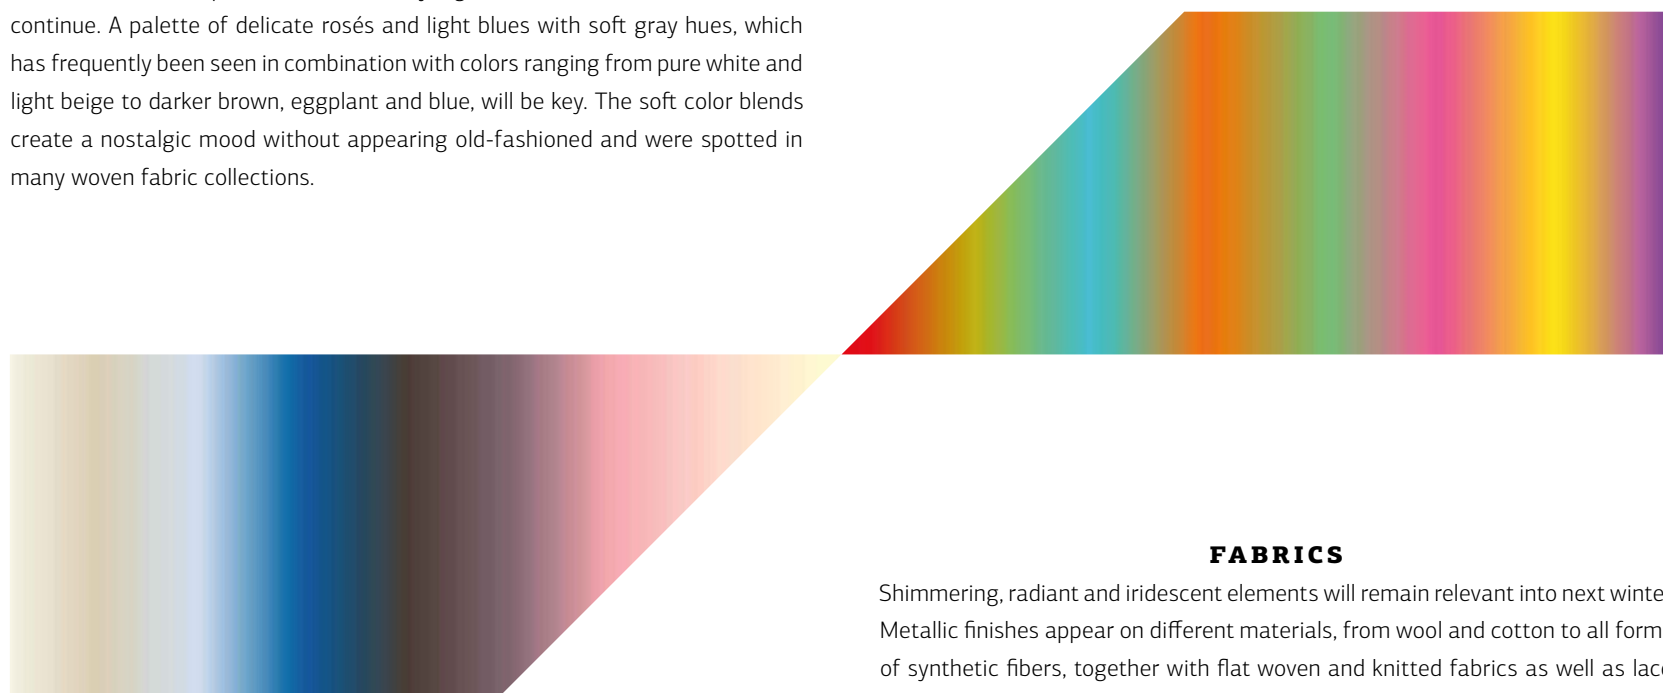 continue. A palette of delicate rosés and light blues with soft gray hues, which
has frequently been seen in combination with colors ranging from pure white and
light beige to darker brown, eggplant and blue, will be key. The soft color blends
create a nostalgic mood without appearing old-fashioned and were spotted in
many woven fabric collections.
FABRICS
Shimmering, radiant and iridescent elements will remain relevant into next winte
Metallic finishes appear on different materials, from wool and cotton to all form
of synthetic fibers, together with flat woven and knitted fabrics as well as lac